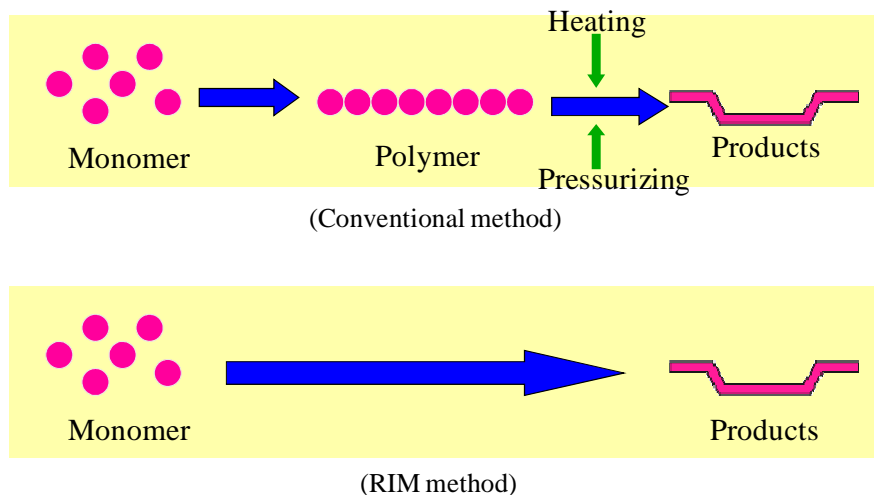 Heating
Monomer
Polymer
Products
Pressurizing
(Conventional method)
Monomer
Products
(RIM method)